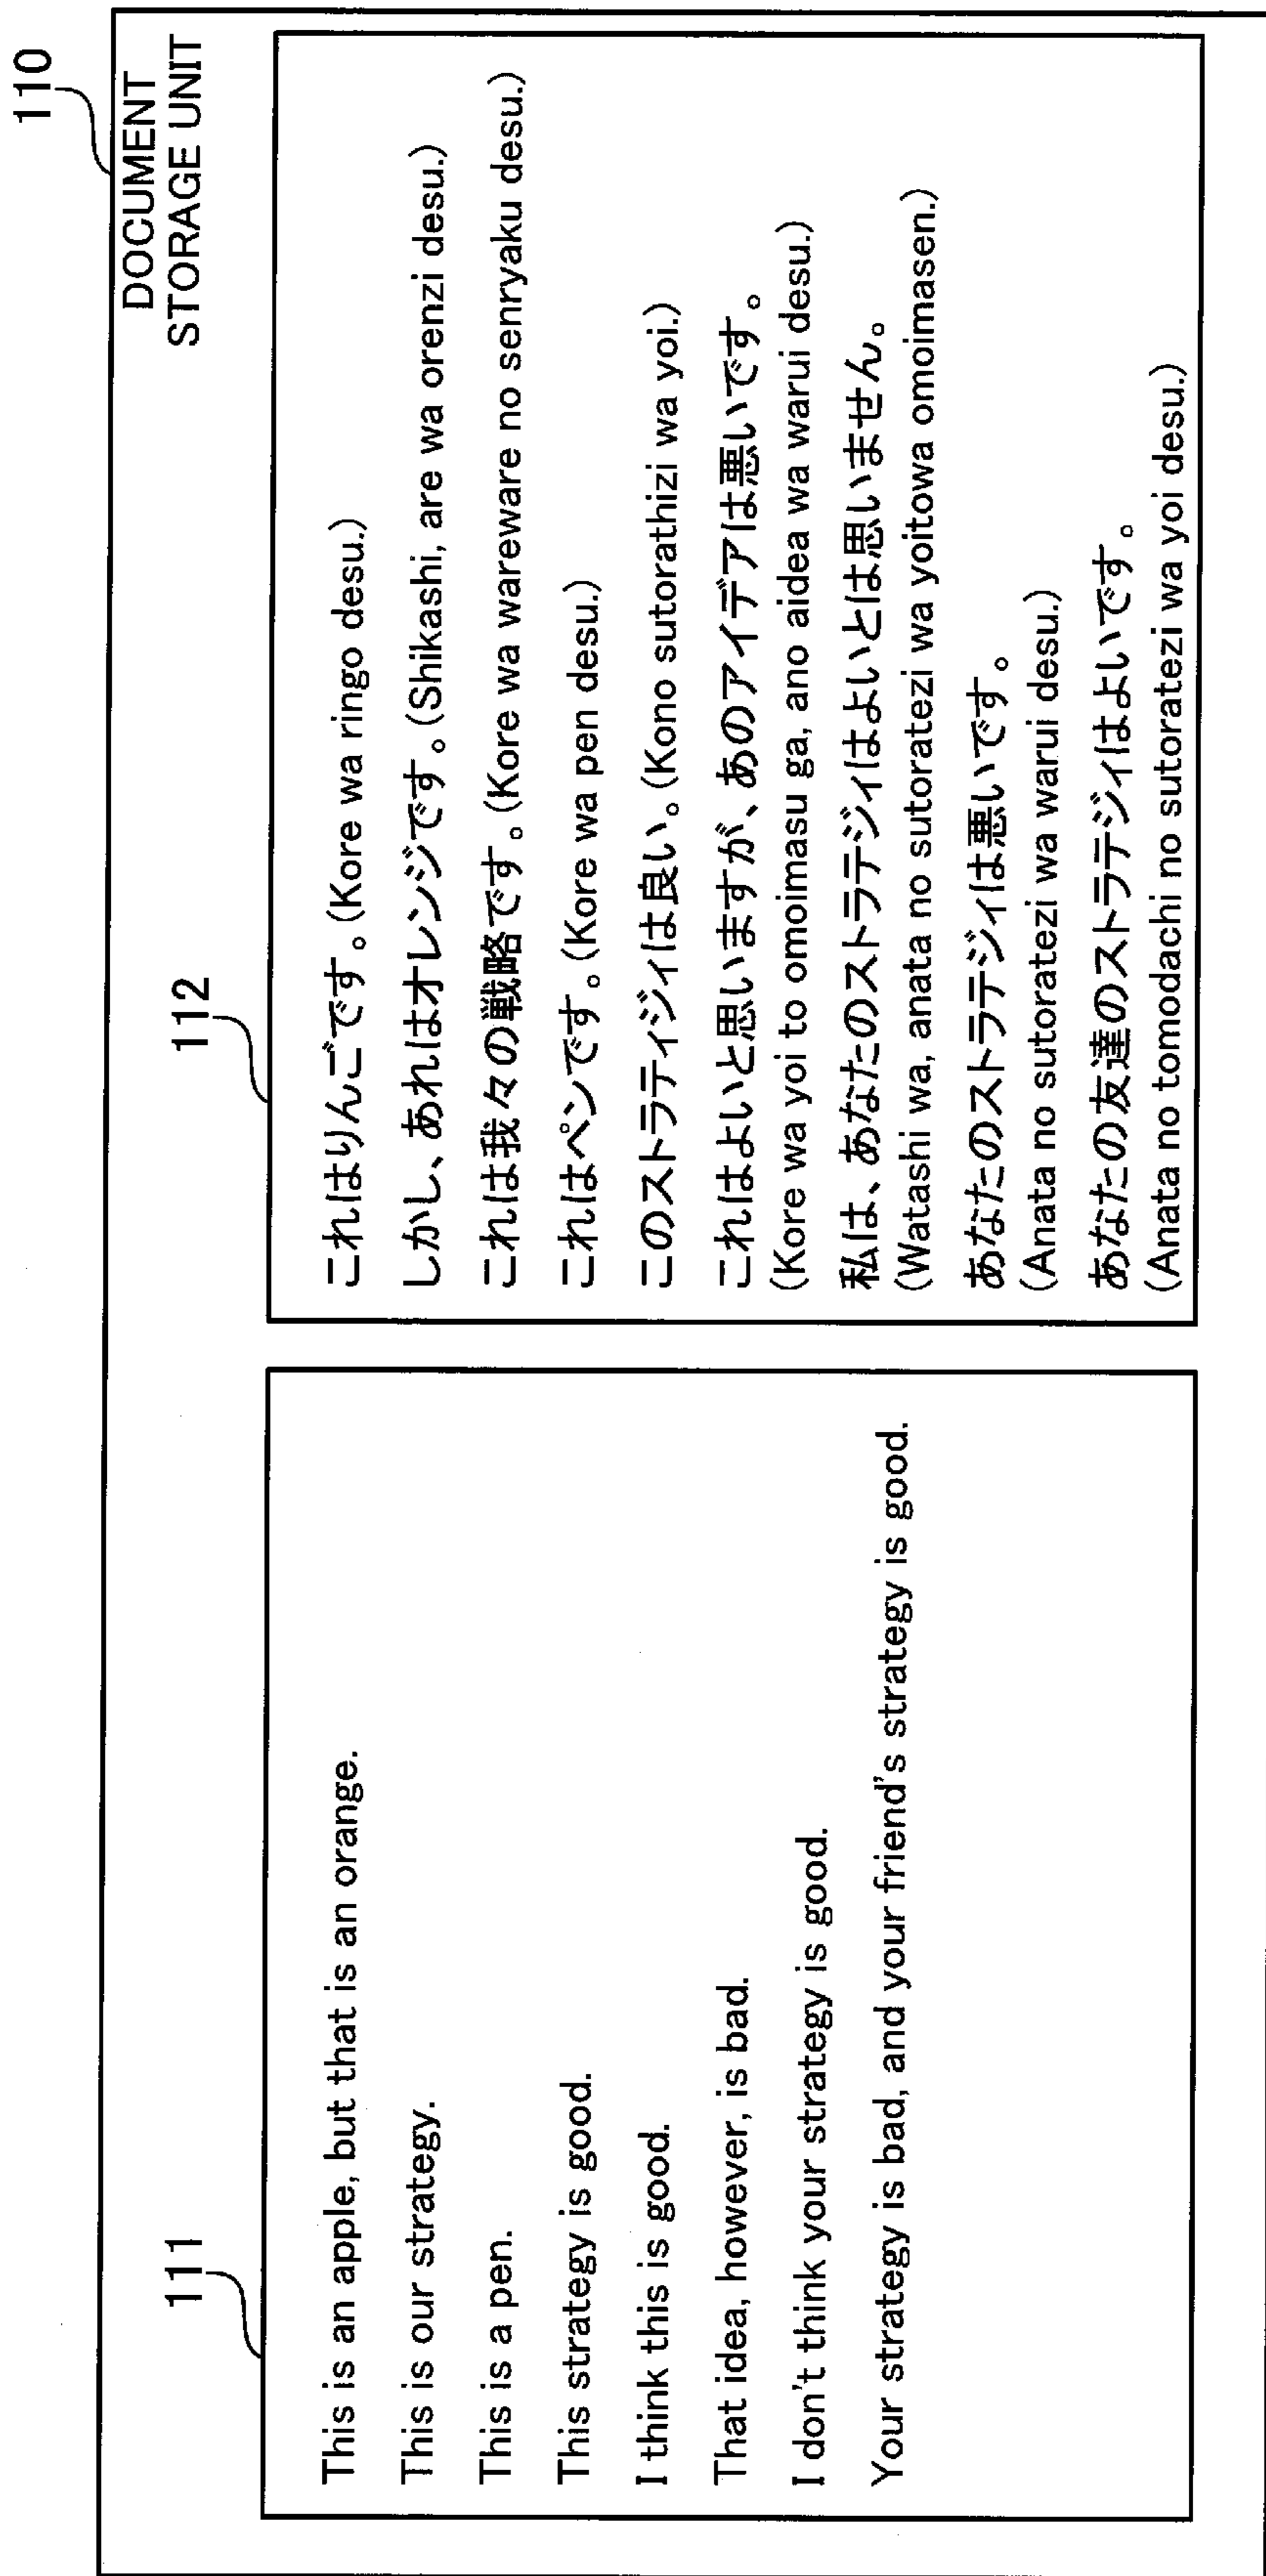 110
DOCUMENT
STORAGE UNIT
111
This is an apple, but that is an orange.
This is our strategy.
This is a pen.
This strategy is good.
I think this is good.
That idea, however, is bad.
I don't think your strategy is good.
Your strategy is bad, and your friend's strategy is good.
112
これはりんごです。(Kore wa ringo desu.)
しかし、あれはオレンジです。(Shikashi, are wa orenzi desu.)
これは我々の戦略です。(Kore wa wareware no senryaku desu.)
これはペンです。(Kore wa pen desu.)
このストラティジィは良い。(Kono sutorathizi wa yoi.)
これはよいと思いますが、あのアイデアは悪いです。
(Kore wa yoi to omoimasu ga, ano aidea wa warui desu.)
私は、あなたのストラテジィはよいとは思いません。
(Watashi wa, anata no sutoratezi wa yoitowa omoimasen.)
あなたのストラテジィは悪いです。
(Anata no sutoratezi wa warui desu.)
あなたの友達のストラテジィはよいです。
(Anata no tomodachi no sutoratezi wa yoi desu.)